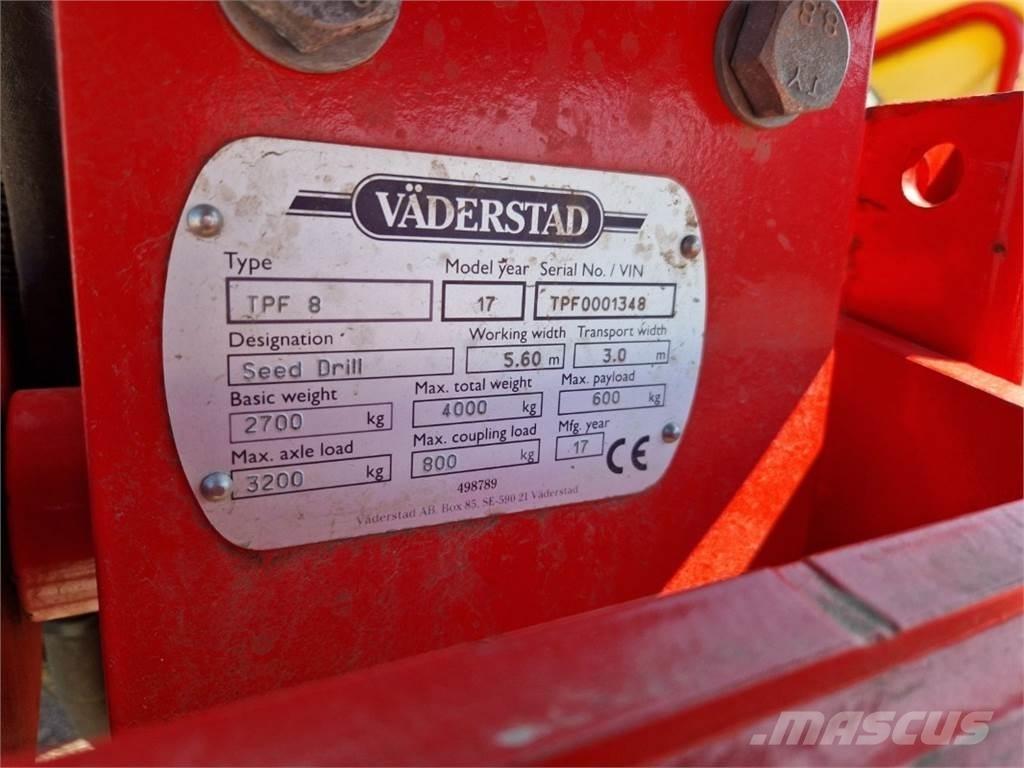 8.8
TY
VÄDERSTAD
Type Model year Serial No. / VIN
TPF 8 17 TPF0001348
Designation Working width Transport width
Seed Drill 5.60 m 3.0 m
Basic weight Max. total weight Max. payload
2700 kg 4000 kg 600 kg
Max. axle load Max. coupling load Mfg. year
3200 kg 800 kg 17 CE
498789
Väderstad AB. Box 85, SE-590 21 Väderstad
MASCUS